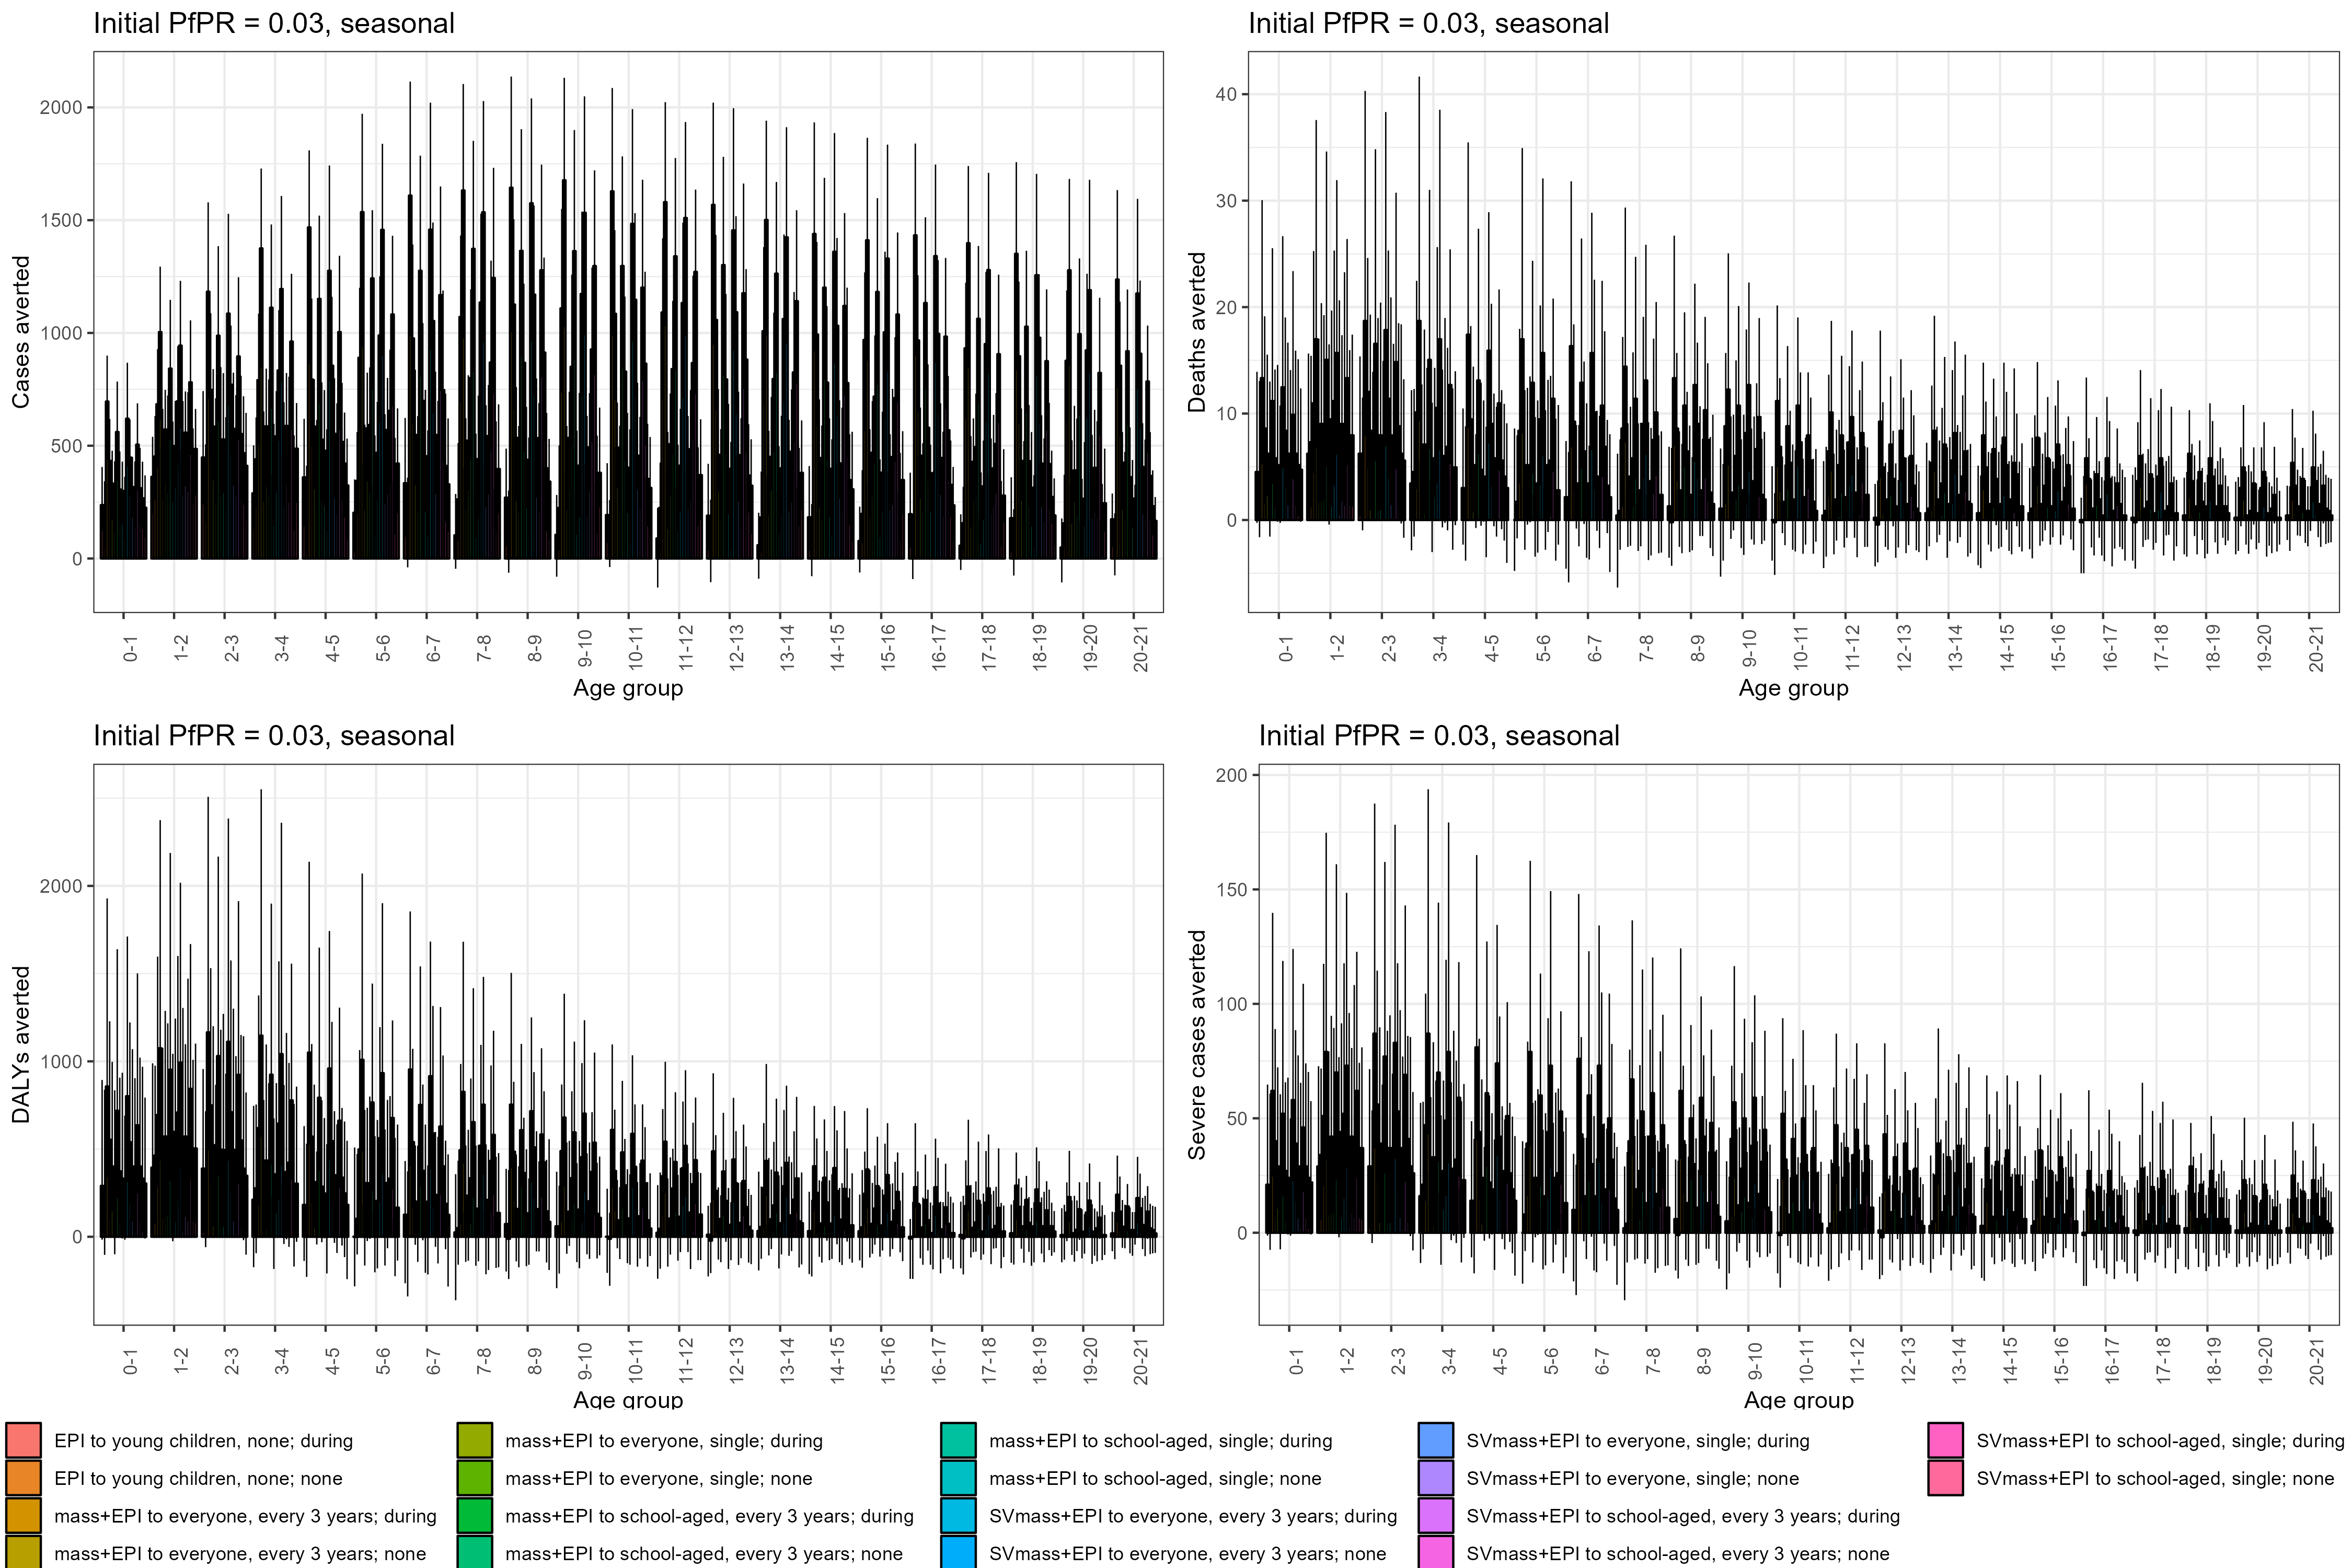 Initial PfPR = 0.03, seasonal
Cases averted
2000
1500
1000
500
0
0-1 1-2 2-3 3-4 4-5 5-6 6-7 7-8 8-9 9-10 10-11 11-12 12-13 13-14 14-15 15-16 16-17 17-18 18-19 19-20 20-21
Age group
Initial PfPR = 0.03, seasonal
Deaths averted
40
30
20
10
0
0-1 1-2 2-3 3-4 4-5 5-6 6-7 7-8 8-9 9-10 10-11 11-12 12-13 13-14 14-15 15-16 16-17 17-18 18-19 19-20 20-21
Age group
Initial PfPR = 0.03, seasonal
DALYs averted
2000
1000
0
0-1 1-2 2-3 3-4 4-5 5-6 6-7 7-8 8-9 9-10 10-11 11-12 12-13 13-14 14-15 15-16 16-17 17-18 18-19 19-20 20-21
Age group
Initial PfPR = 0.03, seasonal
Severe cases averted
200
150
100
50
0
0-1 1-2 2-3 3-4 4-5 5-6 6-7 7-8 8-9 9-10 10-11 11-12 12-13 13-14 14-15 15-16 16-17 17-18 18-19 19-20 20-21
Age group
EPI to young children, none; during
EPI to young children, none; none
mass+EPI to everyone, every 3 years; during
mass+EPI to everyone, every 3 years; none
mass+EPI to everyone, single; during
mass+EPI to everyone, single; none
mass+EPI to school-aged, every 3 years; during
mass+EPI to school-aged, every 3 years; none
mass+EPI to school-aged, single; during
mass+EPI to school-aged, single; none
SVmass+EPI to everyone, every 3 years; during
SVmass+EPI to everyone, every 3 years; none
SVmass+EPI to everyone, single; during
SVmass+EPI to everyone, single; none
SVmass+EPI to school-aged, every 3 years; during
SVmass+EPI to school-aged, every 3 years; none
SVmass+EPI to school-aged, single; during
SVmass+EPI to school-aged, single; none